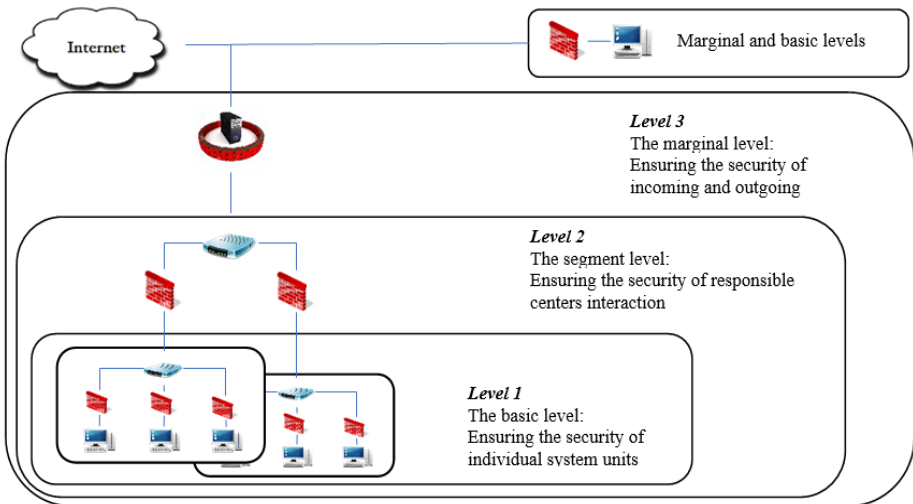 Internet
Marginal and basic levels
Level 3
The marginal level:
Ensuring the security of
incoming and outgoing
Level 2
The segment level:
Ensuring the security of responsible
centers interaction
Level 1
The basic level:
Ensuring the security of
individual system units